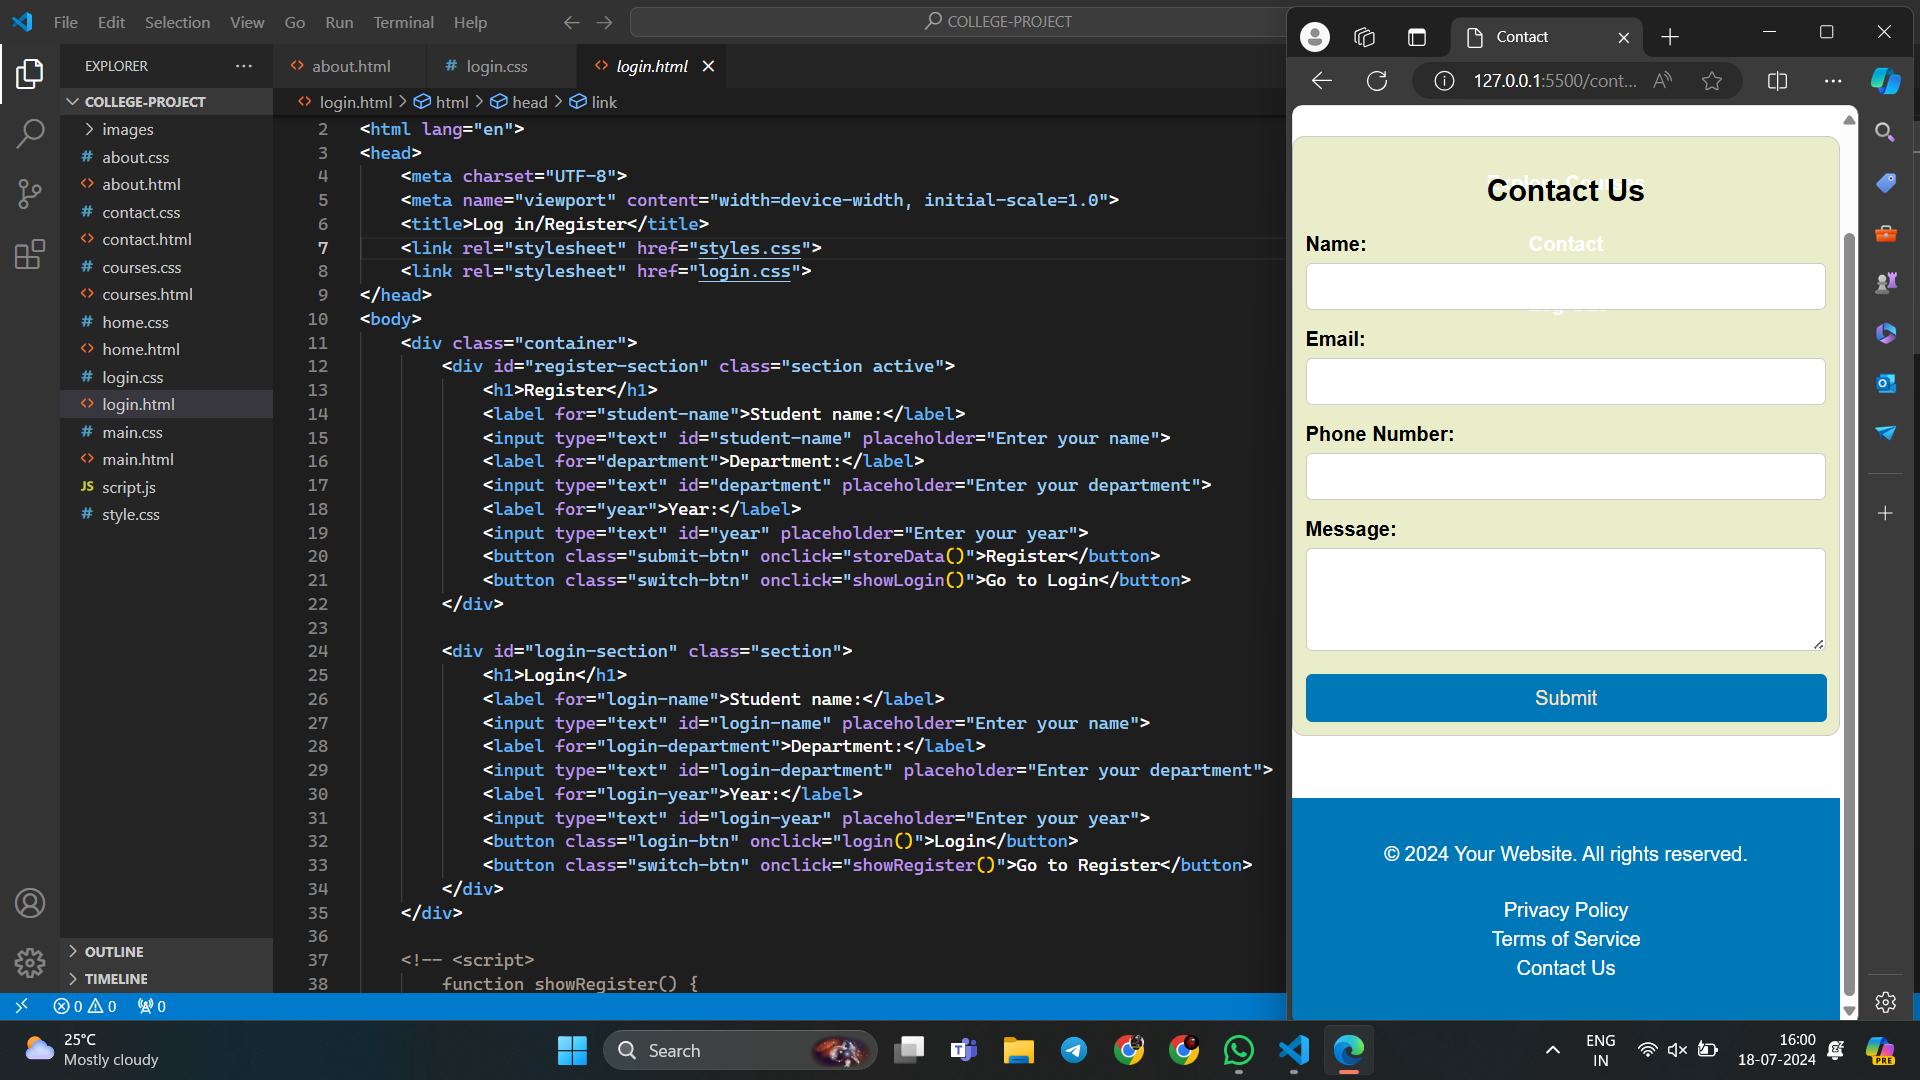 File Edit Selection View Go Run Terminal Help
COLLEGE-PROJECT
EXPLORER
COLLEGE-PROJECT
images
about.css
about.html
contact.css
contact.html
courses.css
courses.html
home.css
home.html
login.css
login.html
main.css
main.html
JS script.js
style.css
OUTLINE
TIMELINE
about.html
login.css
login.html
login.html > html > head > link
2 <html lang="en">
3 <head>
4 <meta charset="UTF-8">
5 <meta name="viewport" content="width=device-width, initial-scale=1.0">
6 <title>Log in/Register</title>
7 <link rel="stylesheet" href="styles.css">
8 <link rel="stylesheet" href="login.css">
9 </head>
10 <body>
11 <div class="container">
12 <div id="register-section" class="section active">
13 <h1>Register</h1>
14 <label for="student-name">Student name:</label>
15 <input type="text" id="student-name" placeholder="Enter your name">
16 <label for="department">Department:</label>
17 <input type="text" id="department" placeholder="Enter your department">
18 <label for="year">Year:</label>
19 <input type="text" id="year" placeholder="Enter your year">
20 <button class="submit-btn" onclick="storeData()">Register</button>
21 <button class="switch-btn" onclick="showLogin()">Go to Login</button>
22 </div>
23
24 <div id="login-section" class="section">
25 <h1>Login</h1>
26 <label for="login-name">Student name:</label>
27 <input type="text" id="login-name" placeholder="Enter your name">
28 <label for="login-department">Department:</label>
29 <input type="text" id="login-department" placeholder="Enter your department">
30 <label for="login-year">Year:</label>
31 <input type="text" id="login-year" placeholder="Enter your year">
32 <button class="login-btn" onclick="login()">Login</button>
33 <button class="switch-btn" onclick="showRegister()">Go to Register</button>
34 </div>
35 </div>
36
37 <!-- <script>
38 function showRegister() {
0 0 0
Contact
127.0.0.1:5500/cont...
Contact Us
Name:
Contact
Email:
Phone Number:
Message:
Submit
© 2024 Your Website. All rights reserved.
Privacy Policy
Terms of Service
Contact Us
25°C
Mostly cloudy
Search
ENG
IN
16:00
18-07-2024
PRE